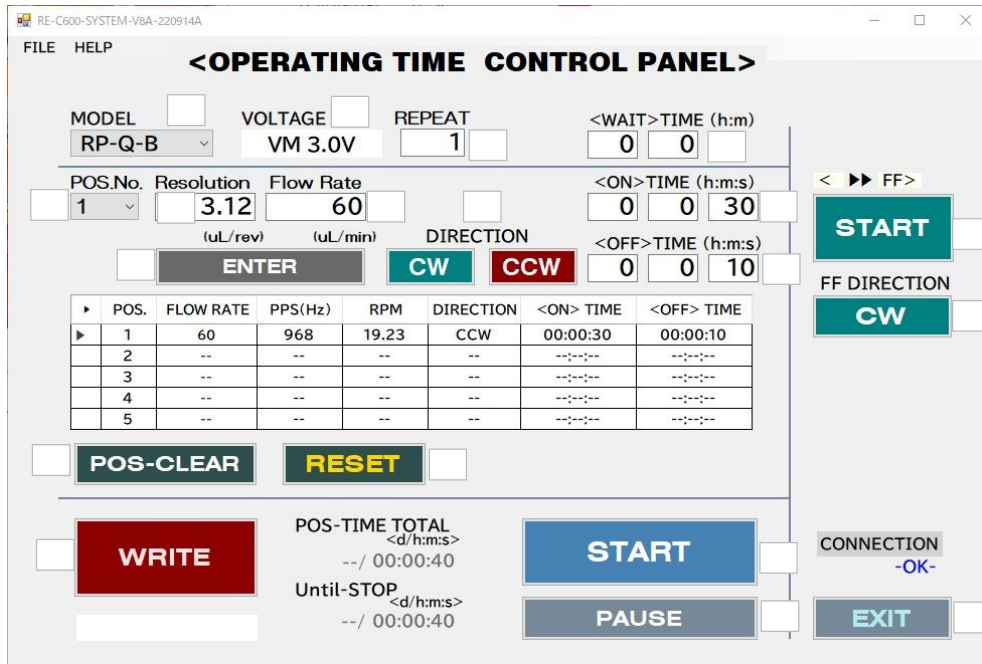 RE-C600-SYSTEM-V8A-220914A
FILE HELP
<OPERATING TIME CONTROL PANEL>
MODEL VOLTAGE REPEAT <WAIT>TIME (h:m)
RP-Q-B VM 3.0V 1 0 0
POS.No. Resolution Flow Rate <ON>TIME (h:m:s)
1 3.12 60 0 0 30
(uL/rev) (uL/min) DIRECTION <OFF>TIME (h:m:s)
ENTER CW CCW 0 0 10
< ▶▶ FF>
START
FF DIRECTION
CW
POS. FLOW RATE PPS(Hz) RPM DIRECTION <ON> TIME <OFF> TIME
1 60 968 19.23 CCW 00:00:30 00:00:10
2 -- -- -- -- --:--:-- --:--:--
3 -- -- -- -- --:--:-- --:--:--
4 -- -- -- -- --:--:-- --:--:--
5 -- -- -- -- --:--:-- --:--:--
POS-CLEAR RESET
WRITE
POS-TIME TOTAL
<d/h:m:s>
--/ 00:00:40
Until-STOP
<d/h:m:s>
--/ 00:00:40
START
PAUSE
CONNECTION
-OK-
EXIT